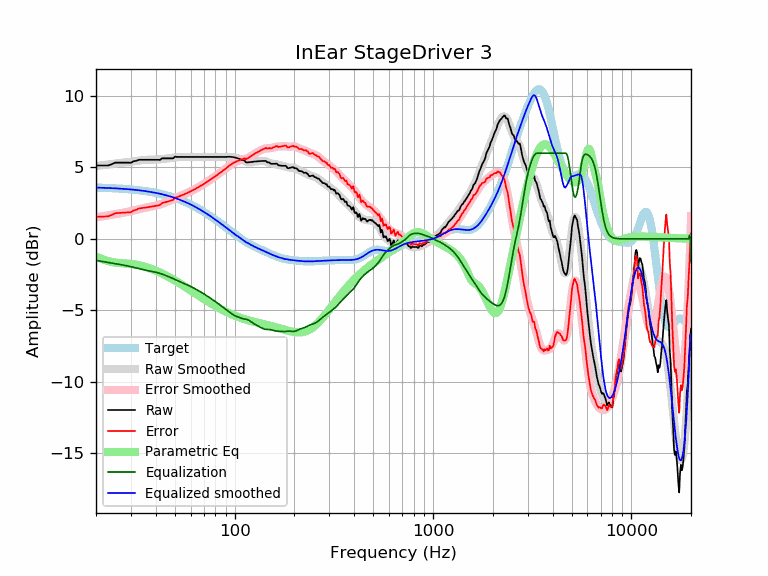 InEar StageDriver 3
Amplitude (dBr)
10
5
0
−5
−10
−15
Target
Raw Smoothed
Error Smoothed
Raw
Error
Parametric Eq
Equalization
Equalized smoothed
100
1000
10000
Frequency (Hz)